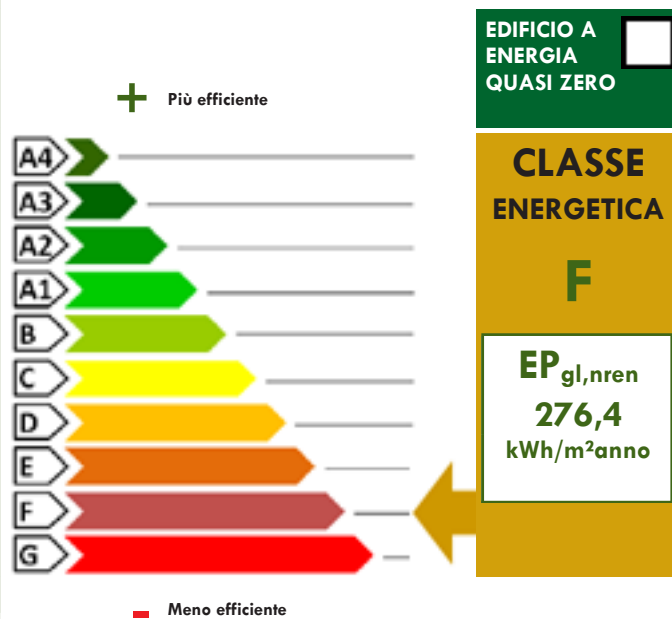 EDIFICIO A
ENERGIA
QUASI ZERO
+ Più efficiente
A4
A3
A2
A1
B
C
D
E
F
G
- Meno efficiente
CLASSE
ENERGETICA
F
EPgl,nren
276,4
kWh/m²anno